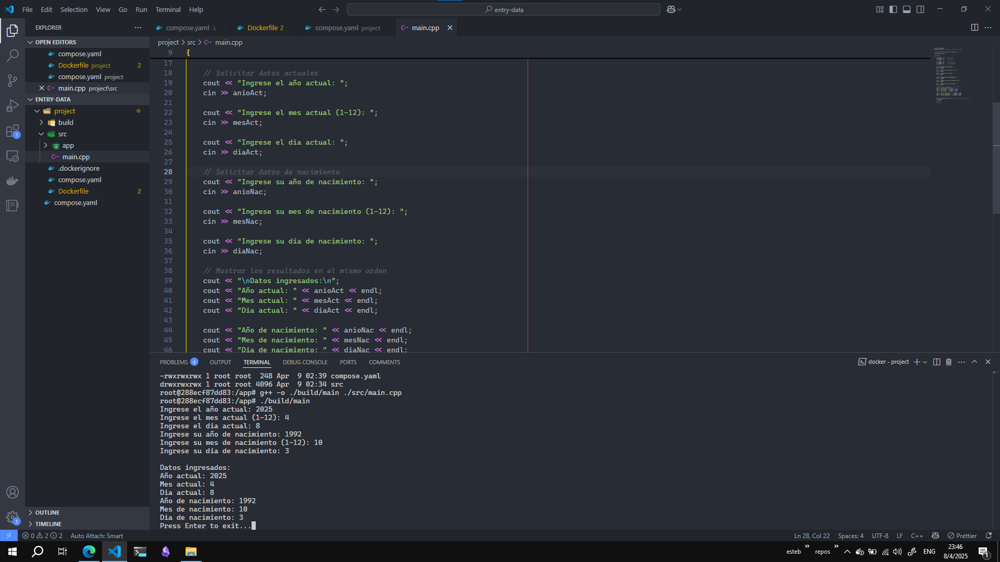 File Edit Selection View Go Run Terminal Help
entry-data
EXPLORER
compose.yaml .\
Dockerfile 2
compose.yaml project
main.cpp
OPEN EDITORS
compose.yaml
Dockerfile project 2
compose.yaml project
main.cpp project\src
ENTRY-DATA
project
build
src
app
main.cpp
.dockerignore
compose.yaml
Dockerfile 2
compose.yaml
OUTLINE
TIMELINE
project > src > main.cpp
9 {
17
18 // Solicitar datos actuales
19 cout << "Ingrese el año actual: ";
20 cin >> anioAct;
21
22 cout << "Ingrese el mes actual (1-12): ";
23 cin >> mesAct;
24
25 cout << "Ingrese el dia actual: ";
26 cin >> diaAct;
27
28 // Solicitar datos de nacimiento
29 cout << "Ingrese su año de nacimiento: ";
30 cin >> anioNac;
31
32 cout << "Ingrese su mes de nacimiento (1-12): ";
33 cin >> mesNac;
34
35 cout << "Ingrese su dia de nacimiento: ";
36 cin >> diaNac;
37
38 // Mostrar los resultados en el mismo orden
39 cout << "\nDatos ingresados:\n";
40 cout << "Año actual: " << anioAct << endl;
41 cout << "Mes actual: " << mesAct << endl;
42 cout << "Dia actual: " << diaAct << endl;
43
44 cout << "Año de nacimiento: " << anioNac << endl;
45 cout << "Mes de nacimiento: " << mesNac << endl;
46 cout << "Dia de nacimiento: " << diaNac << endl;
PROBLEMS 4 OUTPUT TERMINAL DEBUG CONSOLE PORTS COMMENTS
docker - project
-rwxrwxrwx 1 root root  248 Apr  9 02:39 compose.yaml
drwxrwxrwx 1 root root 4096 Apr  9 02:34 src
root@288ecf87dd83:/app# g++ -o ./build/main ./src/main.cpp
root@288ecf87dd83:/app# ./build/main
Ingrese el año actual: 2025
Ingrese el mes actual (1-12): 4
Ingrese el dia actual: 8
Ingrese su año de nacimiento: 1992
Ingrese su mes de nacimiento (1-12): 10
Ingrese su dia de nacimiento: 3
Datos ingresados:
Año actual: 2025
Mes actual: 4
Dia actual: 8
Año de nacimiento: 1992
Mes de nacimiento: 10
Dia de nacimiento: 3
Press Enter to exit...
1
1
0 2 2 Auto Attach: Smart
Ln 28, Col 22 Spaces: 4 UTF-8 LF C++ Prettier
esteb » repos » ENG
23:46
8/4/2025
1